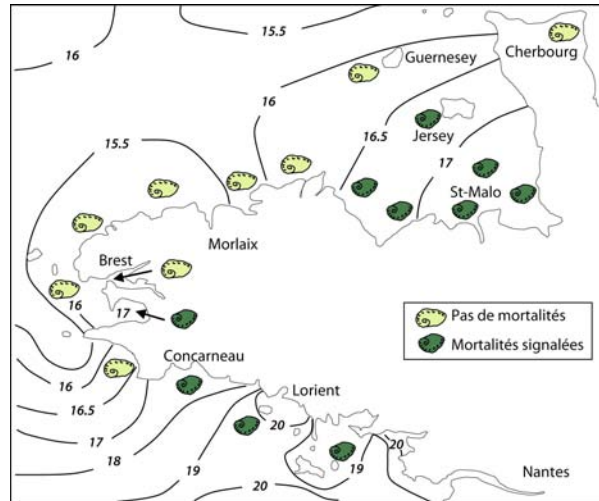 15.5
16
Cherbourg
Guernesey
16
15.5
16.5
Jersey
17
St-Malo
Morlaix
Brest
16
17
Pas de mortalités
Mortalités signalées
Concarneau
16
Lorient
16.5
20
17
18
19
20
19
20
Nantes